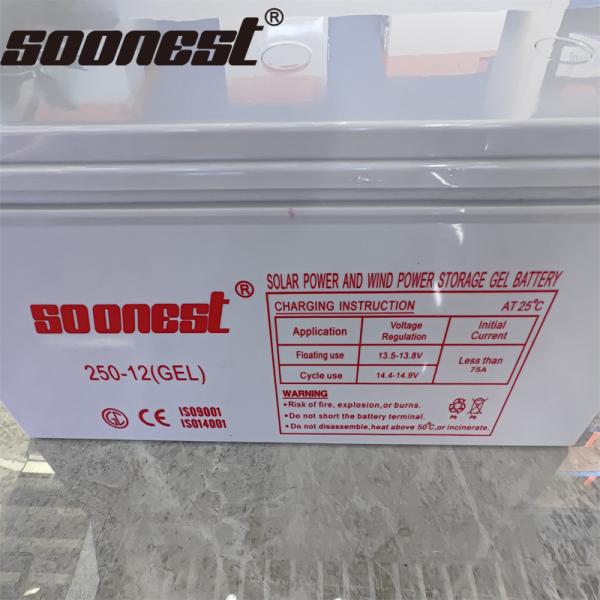 soonest®
soonest®
250-12(GEL)
GC CE ISO9001
ISO14001
SOLAR POWER AND WIND POWER STORAGE GEL BATTERY
CHARGING INSTRUCTION AT 25℃
Application Voltage Regulation Initial Current
Floating use 13.5-13.8V Less than 75A
Cycle use 14.4-14.9V
WARNING
•Risk of fire, explosion, or burns.
•Do not short the battery terminal.
•Do not disassemble,heat above 50℃, or incinerate.
Pb Pb